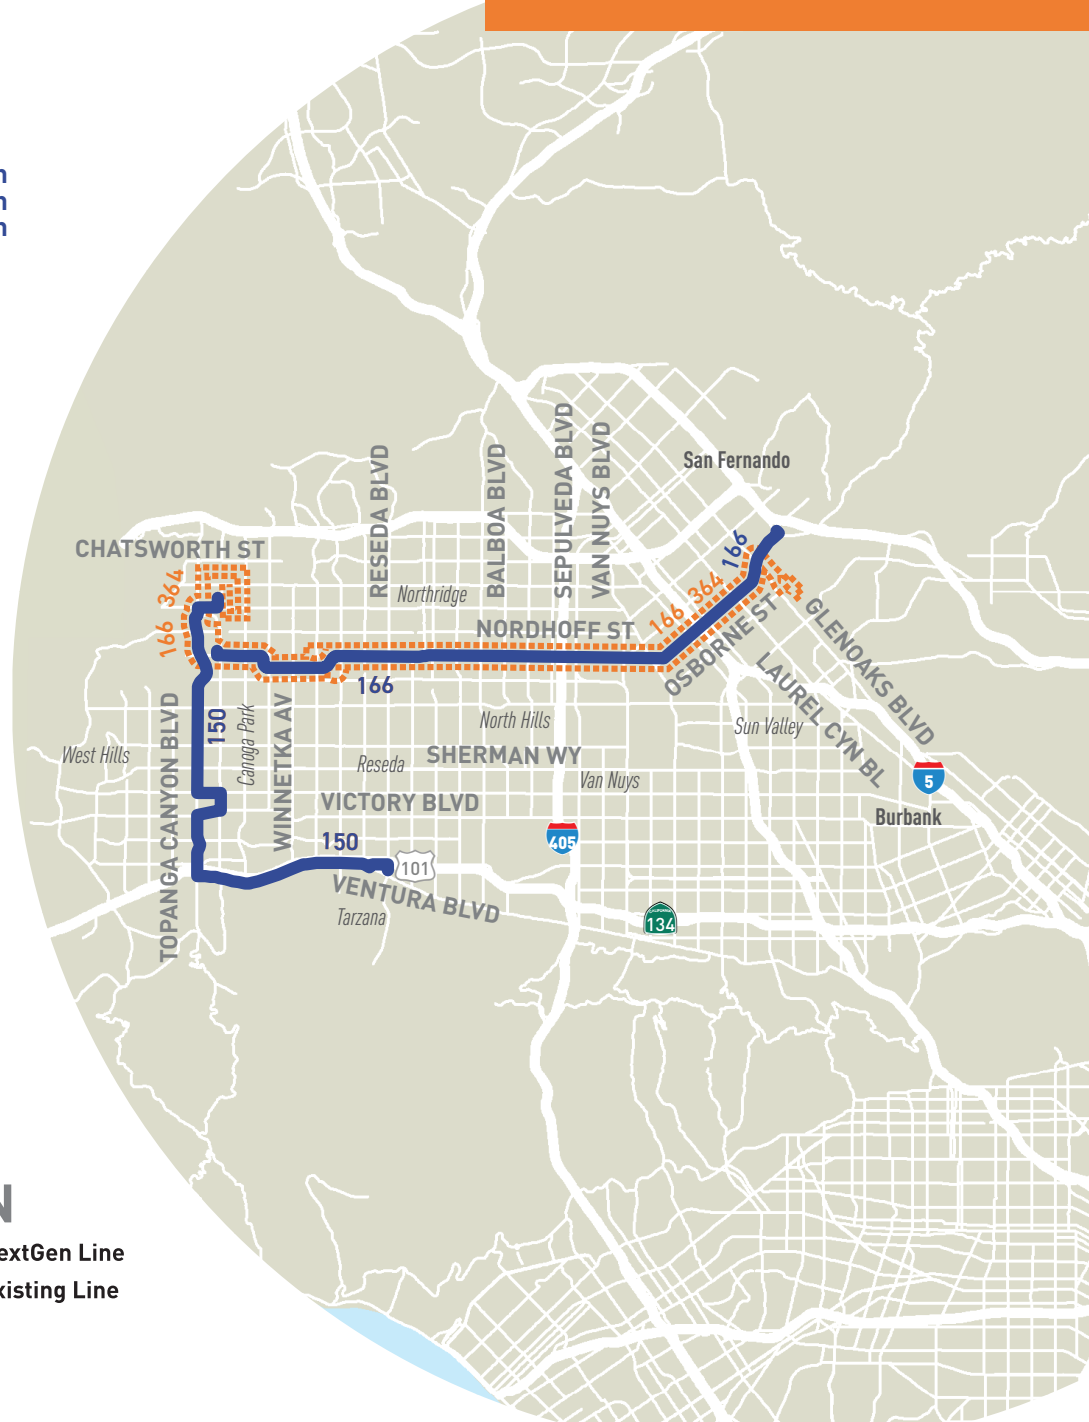 San Fernando
RESEDA BLVD
BALBOA BLVD
SEPULVEDA BLVD
VAN NUYS BLVD
CHATSWORTH ST
166
364
166
Northridge
NORDHOFF ST
166 364
OSBORNE ST
GLENOAKS BLVD
LAUREL CYN BL
166
150
Canoga Park
WINNETKA AV
TOPANGA CANYON BLVD
West Hills
North Hills
Sun Valley
SHERMAN WY
Reseda
Van Nuys
5
VICTORY BLVD
Burbank
405
150
101
VENTURA BLVD
Tarzana
CALIFORNIA
134
N
extGen Line
xisting Line